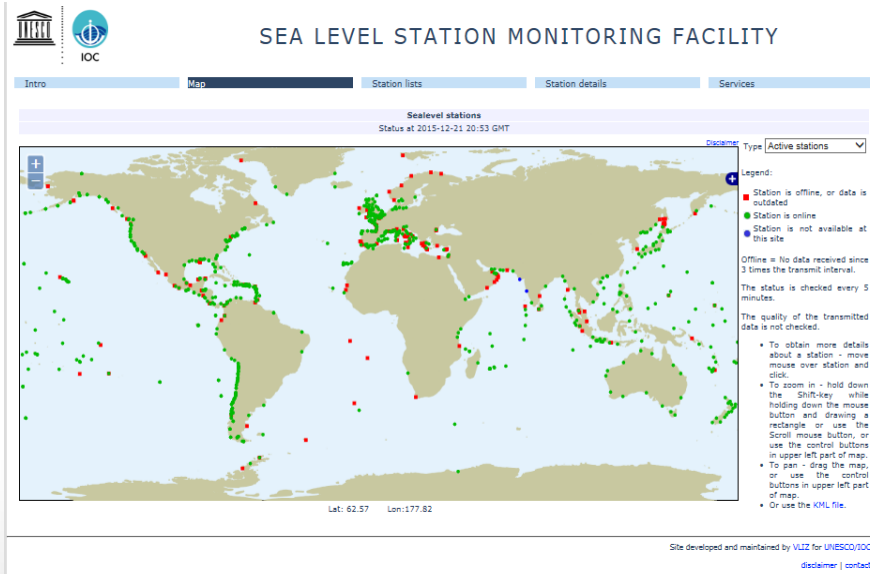 UNESCO
IOC
SEA LEVEL STATION MONITORING FACILITY
Intro
Map
Station lists
Station details
Services
Sealevel stations
Status at 2015-12-21 20:53 GMT
Disclaimer
Type Active stations
+
−
+
Legend:
Station is offline, or data is
outdated
Station is online
Station is not available at
this site
Offline = No data received since
3 times the transmit interval.
The status is checked every 5
minutes.
The quality of the transmitted
data is not checked.
• To obtain more details
about a station - move
mouse over station and
click.
• To zoom in - hold down
the Shift-key while
holding down the mouse
button and drawing a
rectangle or use the
Scroll mouse button, or
use the control buttons
in upper left part of map.
• To pan - drag the map,
or use the control
buttons in upper left part
of map.
• Or use the KML file.
Lat: 62.57 Lon:177.82
Site developed and maintained by VLIZ for UNESCO/IOC
disclaimer | contact